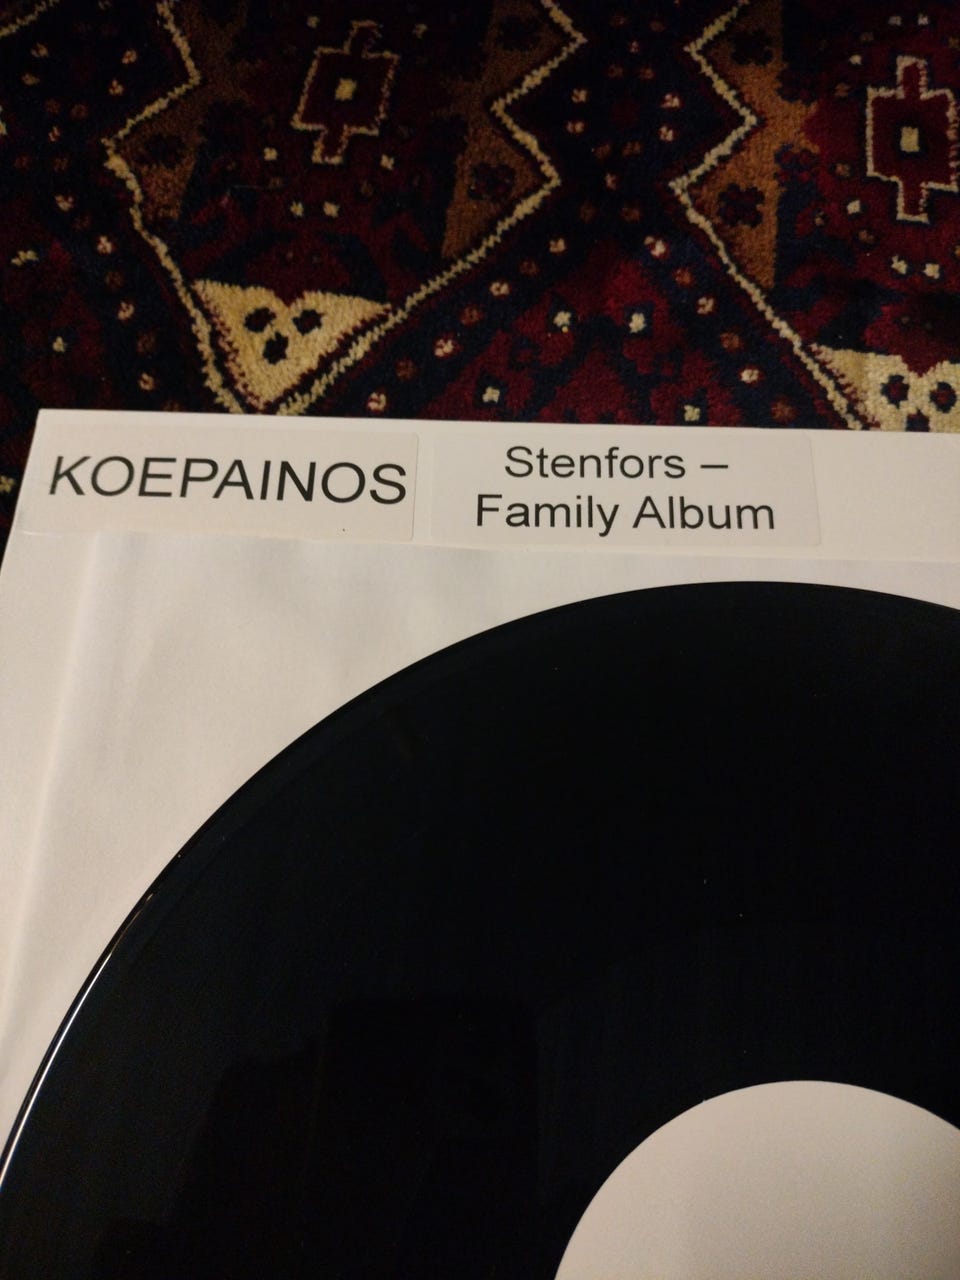 KOEPAINOS
Stenfors –
Family Album